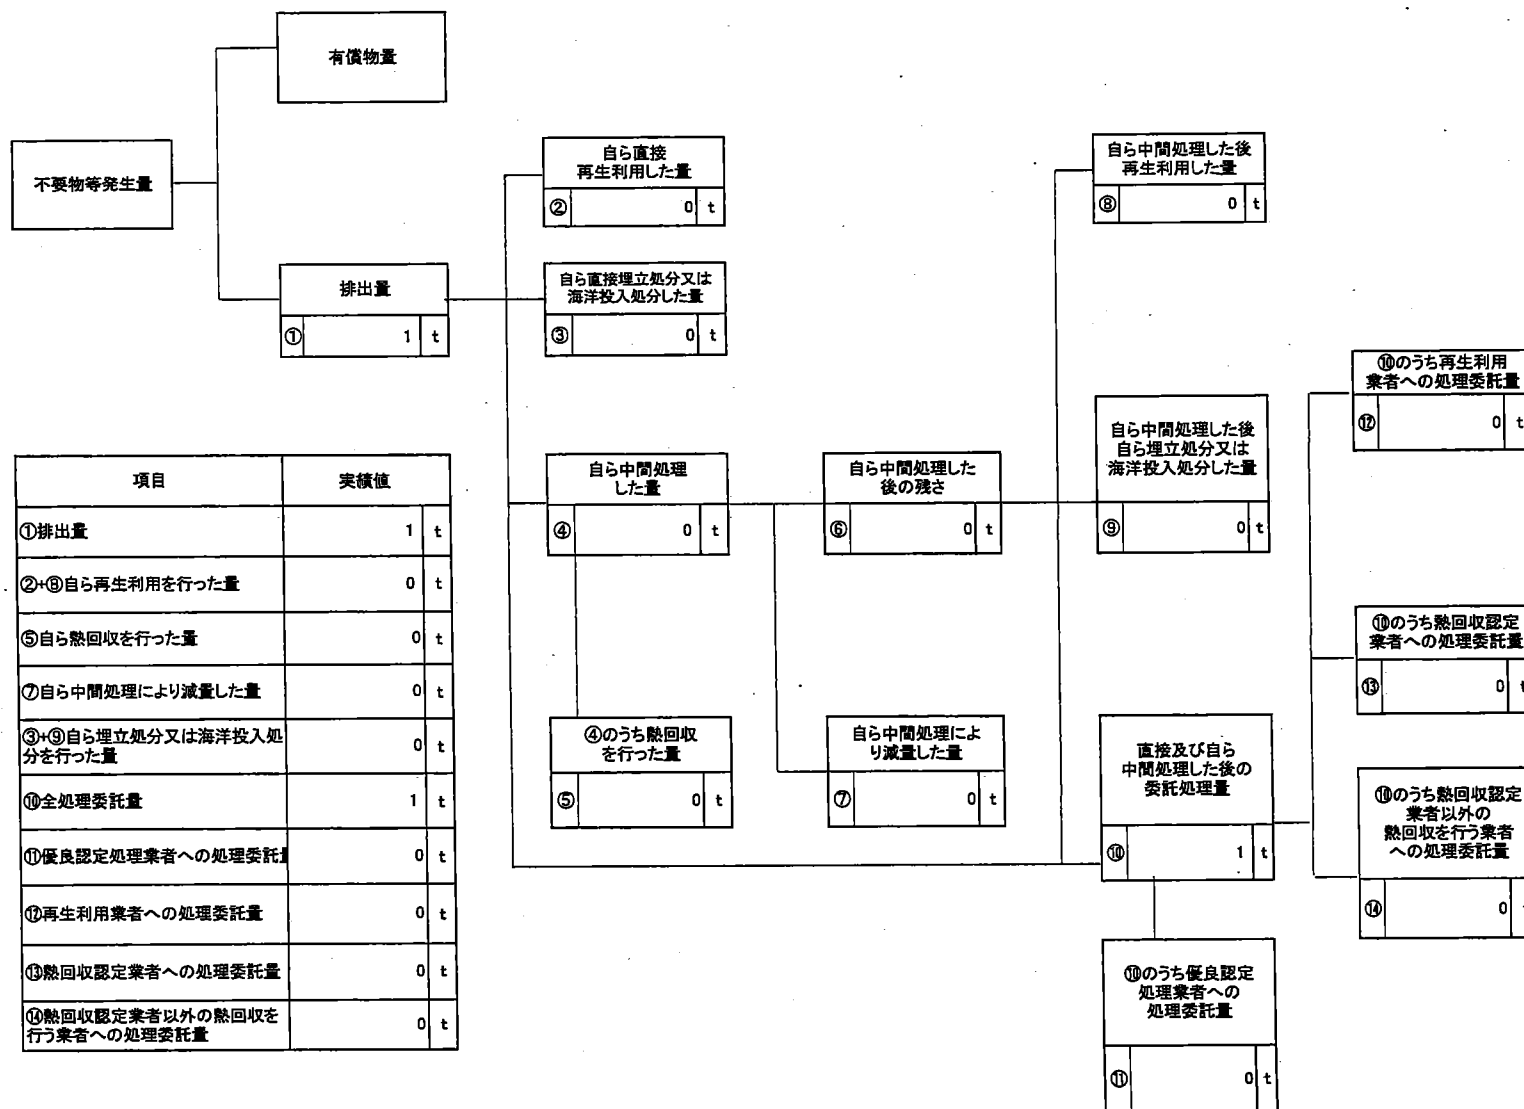 有償物量
不要物等発生量
排出量
① 1 t
自ら直接
再生利用した量
② 0 t
自ら直接埋立処分又は
海洋投入処分した量
③ 0 t
自ら中間処理
した量
④ 0 t
④のうち熱回収
を行った量
⑤ 0 t
自ら中間処理した
後の残さ
⑥ 0 t
自ら中間処理によ
り減量した量
⑦ 0 t
自ら中間処理した後
再生利用した量
⑧ 0 t
自ら中間処理した後
自ら埋立処分又は
海洋投入処分した量
⑨ 0 t
直接及び自ら
中間処理した後の
委託処理量
⑩ 1 t
⑩のうち優良認定
処理業者への
処理委託量
⑪ 0 t
⑩のうち再生利用
業者への処理委託量
⑫ 0 t
⑩のうち熱回収認定
業者への処理委託量
⑬ 0 t
⑩のうち熱回収認定
業者以外の
熱回収を行う業者
への処理委託量
⑭ 0
項目 実績値
①排出量 1 t
②+⑧自ら再生利用を行った量 0 t
⑤自ら熱回収を行った量 0 t
⑦自ら中間処理により減量した量 0 t
③+⑨自ら埋立処分又は海洋投入処
分を行った量 0 t
⑩全処理委託量 1 t
⑪優良認定処理業者への処理委託 0 t
⑫再生利用業者への処理委託量 0 t
⑬熱回収認定業者への処理委託量 0 t
⑭熱回収認定業者以外の熱回収を
行う業者への処理委託量 0 t